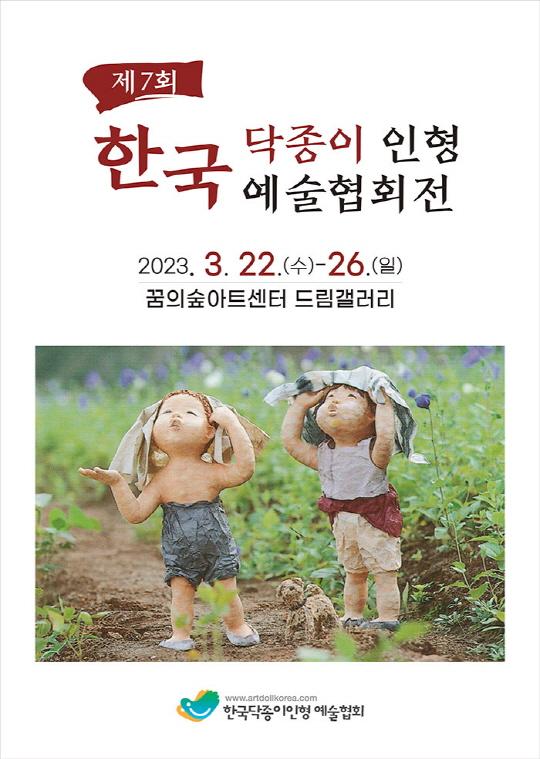 제7회
한국 닥종이 인형
예술협회전
2023. 3. 22.(수)-26.(일)
꿈의숲아트센터 드림갤러리
www.artdollkorea.com
한국닥종이인형 예술협회